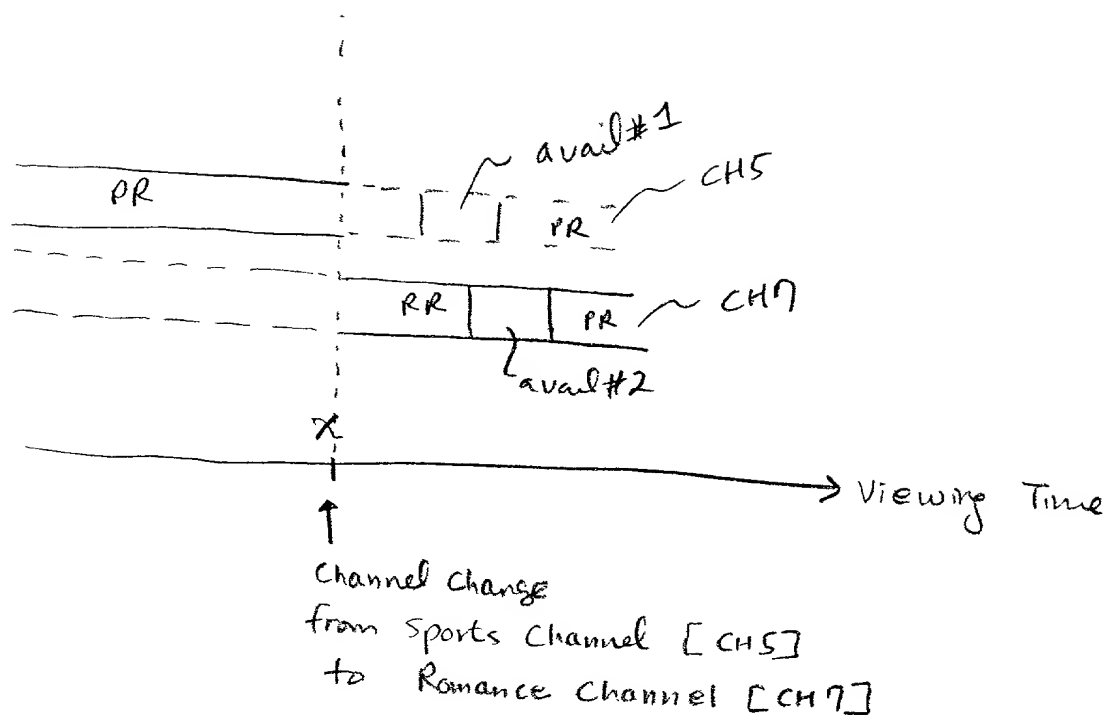 avail#1
CH5
PR
PR
RR
PR
CH7
avail#2
X
Viewing Time
Channel Change
from Sports Channel [CH5]
to Romance Channel [CH7]